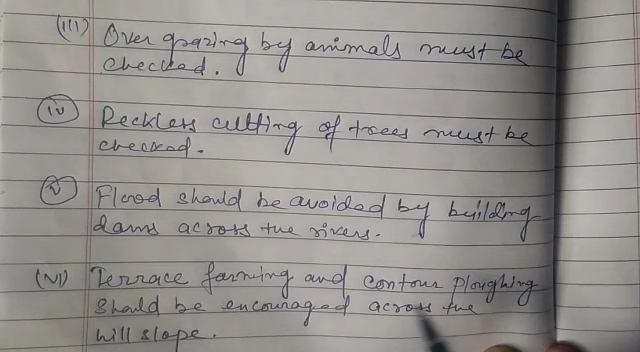 (iii) Over grazing by animals must be
checked.
(iv) Reckless cutting of trees must be
checked.
(v) Flood should be avoided by building
dams across the rivers.
(vi) Terrace farming and contour ploughing
should be encouraged across the
hill slope.